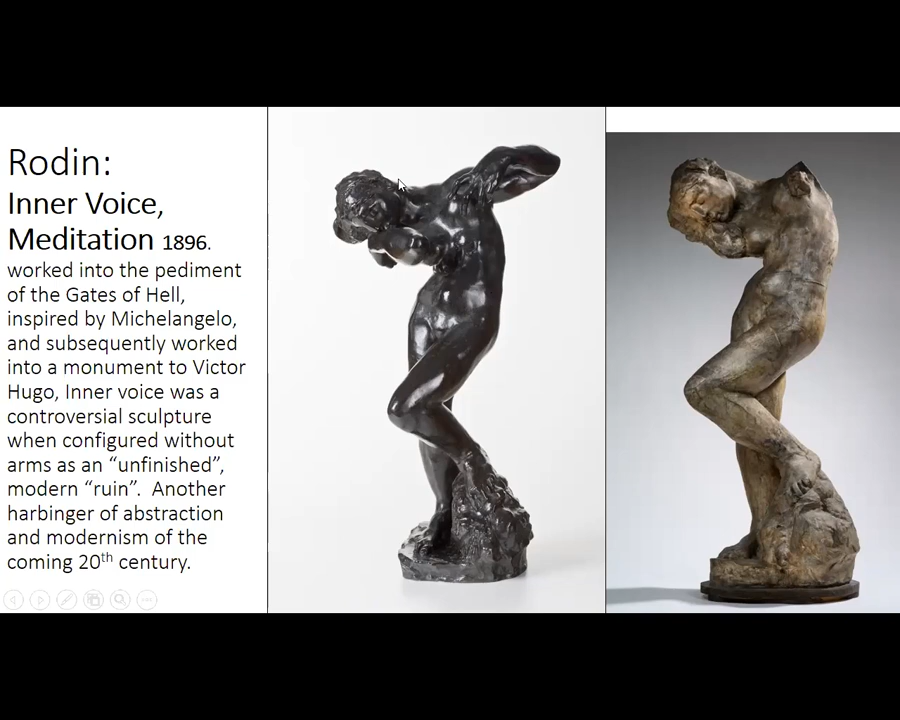 Rodin:
Inner Voice,
Meditation 1896.
worked into the pediment
of the Gates of Hell,
inspired by Michelangelo,
and subsequently worked
into a monument to Victor
Hugo, Inner voice was a
controversial sculpture
when configured without
arms as an “unfinished”,
modern “ruin”.  Another
harbinger of abstraction
and modernism of the
coming 20th century.